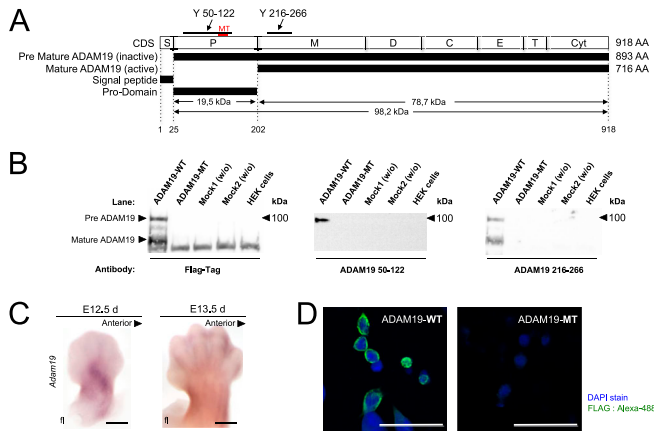 A
Y 50-122
Y 216-266
MT
CDS S P M D C E T Cyt 918 AA
Pre Mature ADAM19 (inactive) 893 AA
Mature ADAM19 (active) 716 AA
Signal peptide
Pro-Domain
19,5 kDa 78,7 kDa
98,2 kDa
1 25 202 918
B
Lane: ADAM19-WT ADAM19-MT Mock1 (w/o) Mock2 (w/o) HEK cells kDa
ADAM19-WT ADAM19-MT Mock1 (w/o) Mock2 (w/o) HEK cells kDa
ADAM19-WT ADAM19-MT Mock1 (w/o) Mock2 (w/o) HEK cells kDa
Pre ADAM19 100 100 100
Mature ADAM19
Antibody: Flag-Tag ADAM19 50-122 ADAM19 216-266
C
E12.5 d E13.5 d
Anterior Anterior
Adam19
fl fl
D
ADAM19-WT ADAM19-MT
DAPI stain
FLAG : Alexa-488